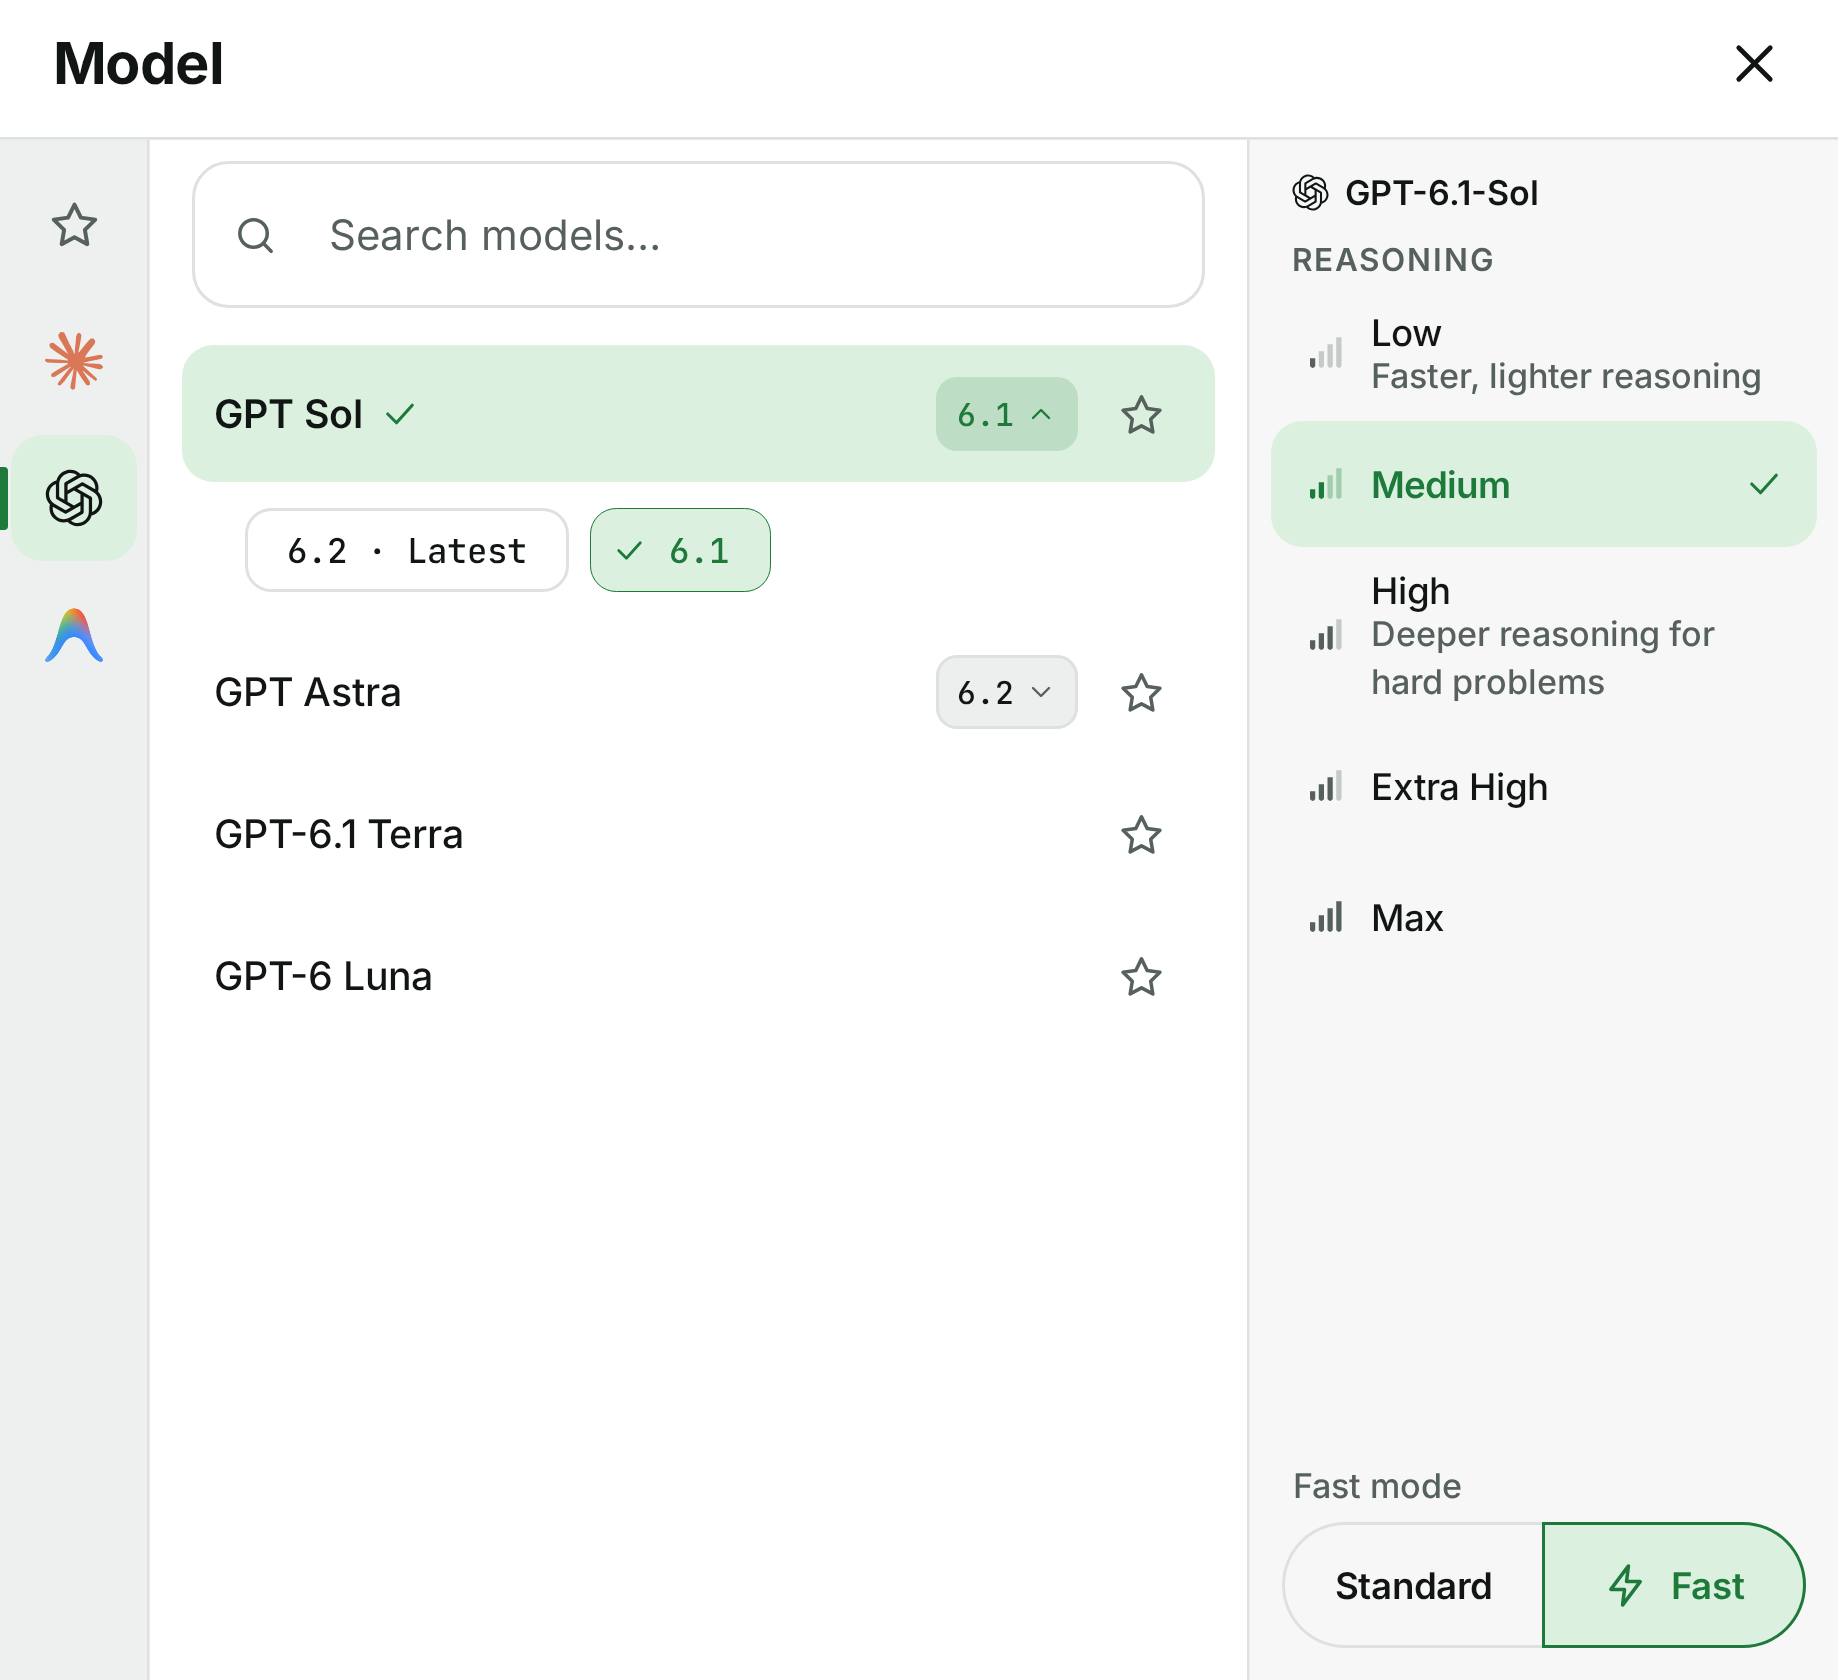 Model
Search models...
GPT Sol
6.1
6.2 · Latest
6.1
GPT Astra
6.2
GPT-6.1 Terra
GPT-6 Luna
GPT-6.1-Sol
REASONING
Low
Faster, lighter reasoning
Medium
High
Deeper reasoning for
hard problems
Extra High
Max
Fast mode
Standard
Fast